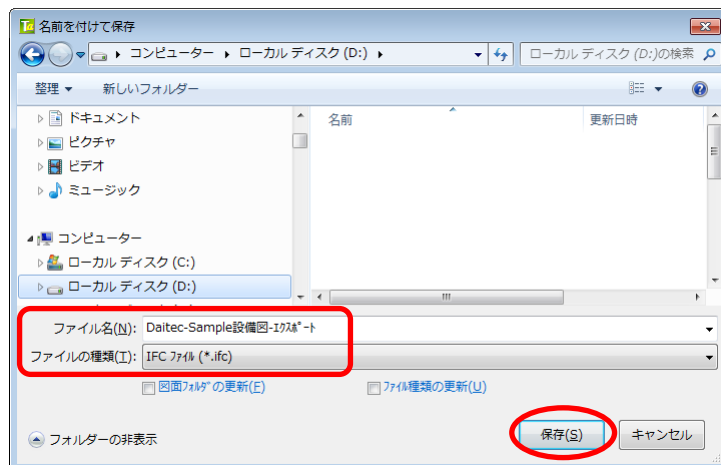 名前を付けて保存
コンピューター ▸ ローカル ディスク (D:) ▸
ローカル ディスク (D:)の検索
整理 新しいフォルダー
名前 更新日時
ドキュメント
ピクチャ
ビデオ
ミュージック
コンピューター
ローカル ディスク (C:)
ローカル ディスク (D:)
ファイル名(N): Daitec-Sample設備図-ｴｸｽﾎﾟｰﾄ
ファイルの種類(T): IFC ﾌｧｲﾙ (*.ifc)
図面ﾌｫﾙﾀﾞの更新(F) ﾌｧｲﾙ種類の更新(U)
フォルダーの非表示 保存(S) キャンセル